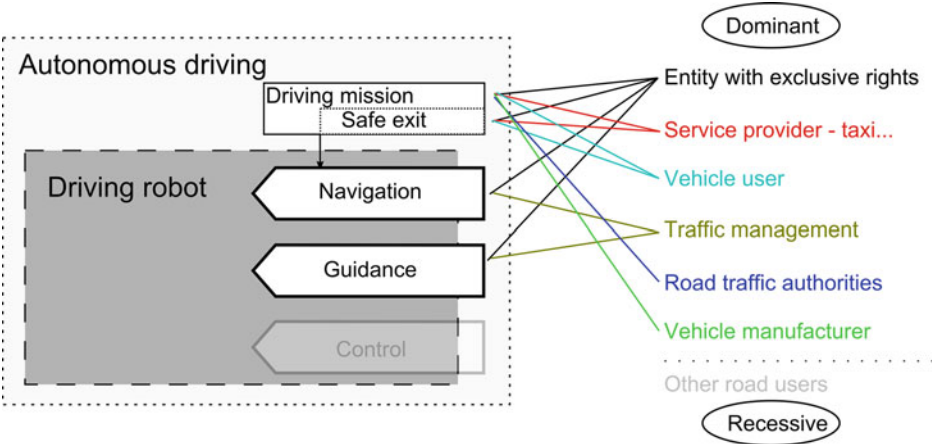 Dominant
Autonomous driving
Entity with exclusive rights
Driving mission
Safe exit
Service provider - taxi...
Driving robot
Navigation
Vehicle user
Traffic management
Guidance
Road traffic authorities
Vehicle manufacturer
Control
Other road users
Recessive